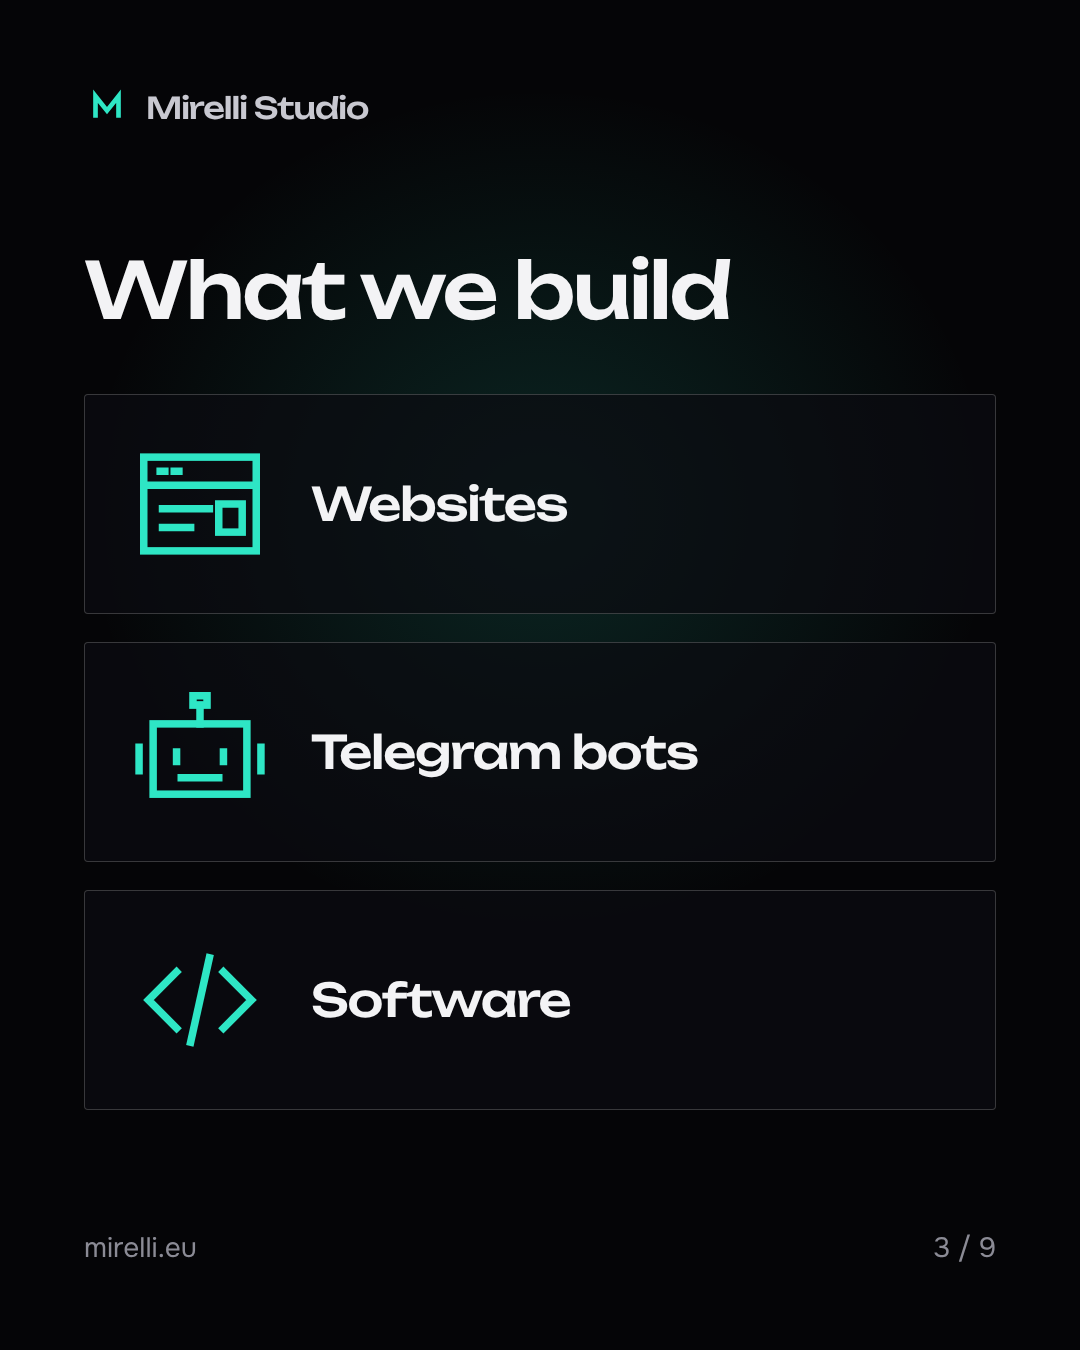 Mirelli Studio
What we build
Websites
Telegram bots
Software
mirelli.eu
3 / 9